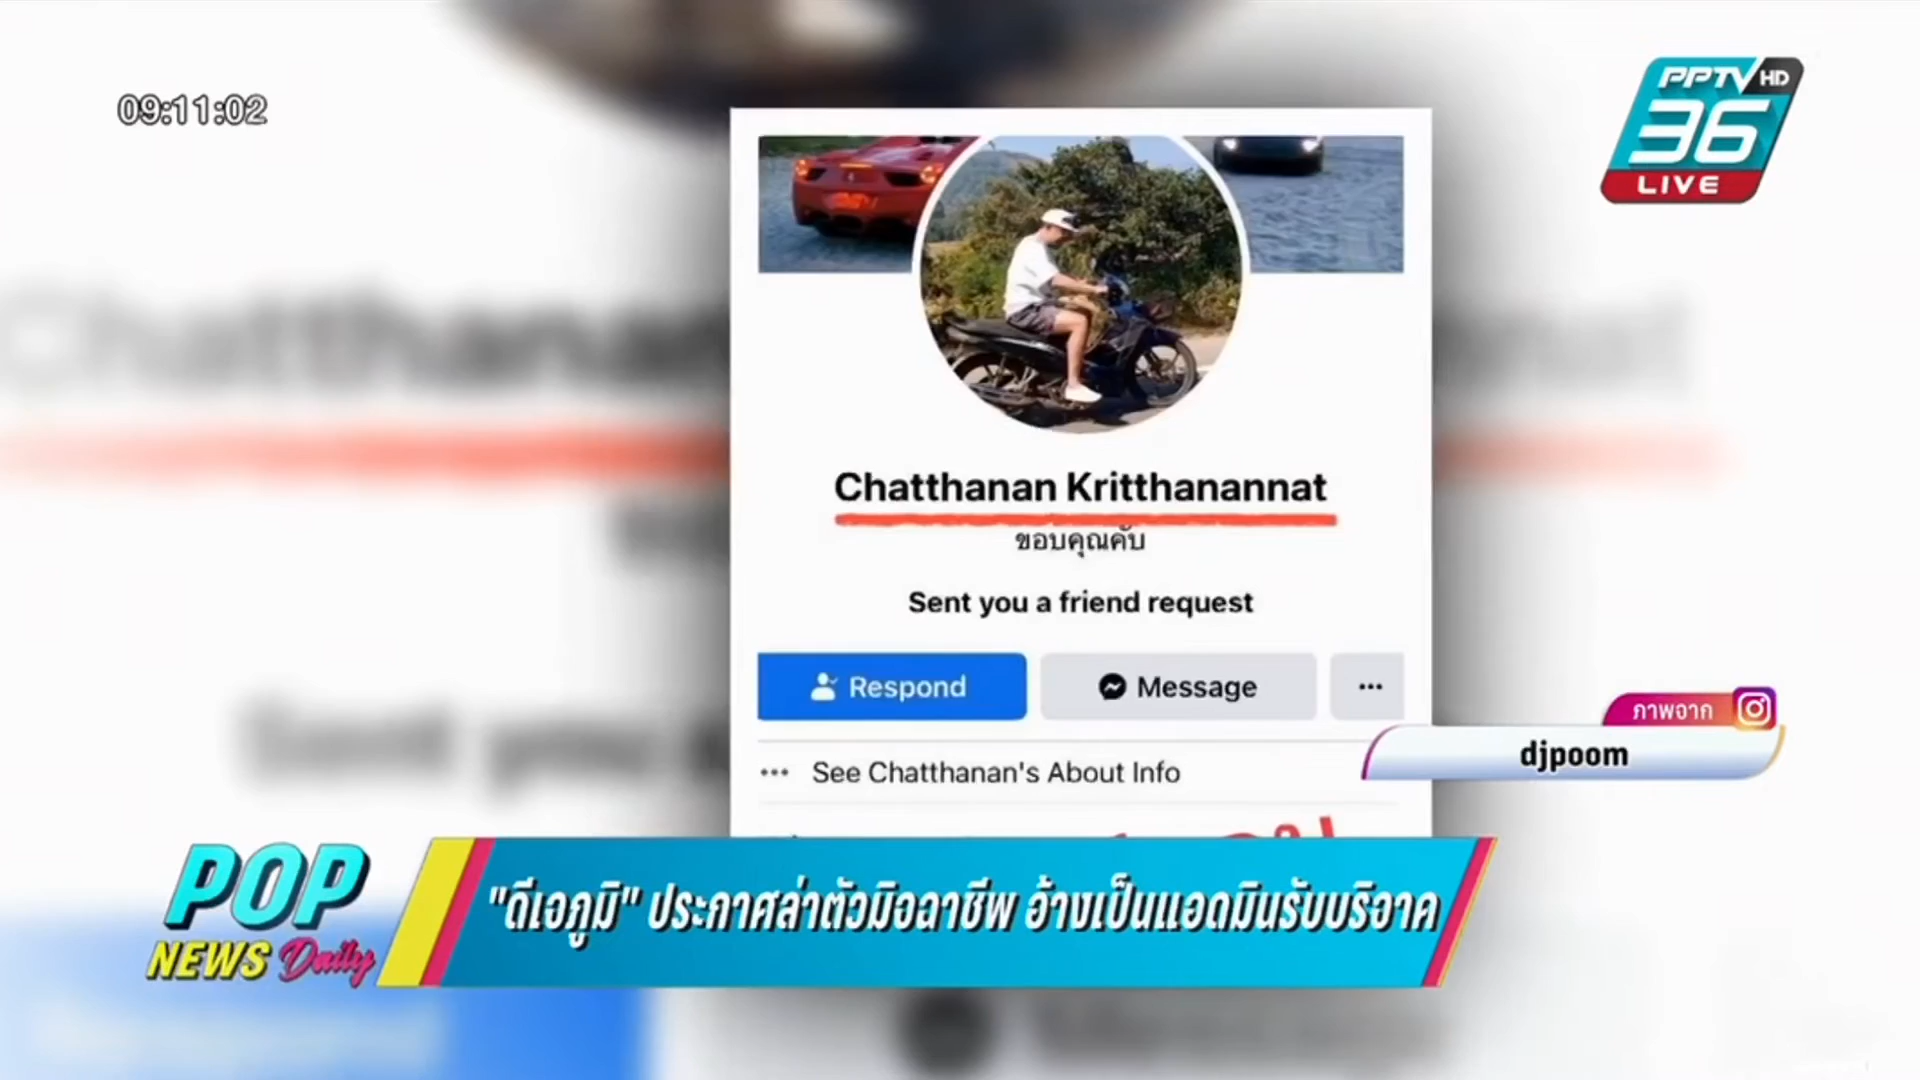 09:11:02
PPTV HD
36
LIVE
Chatthanan Kritthanannat
ขอบคุณคับ
Sent you a friend request
Respond
Message
See Chatthanan's About Info
ภาพจาก
djpoom
POP
NEWS Daily
"ดีเจภูมิ" ประกาศล่าตัวมิจฉาชีพ อ้างเป็นแอดมินรับบริจาค